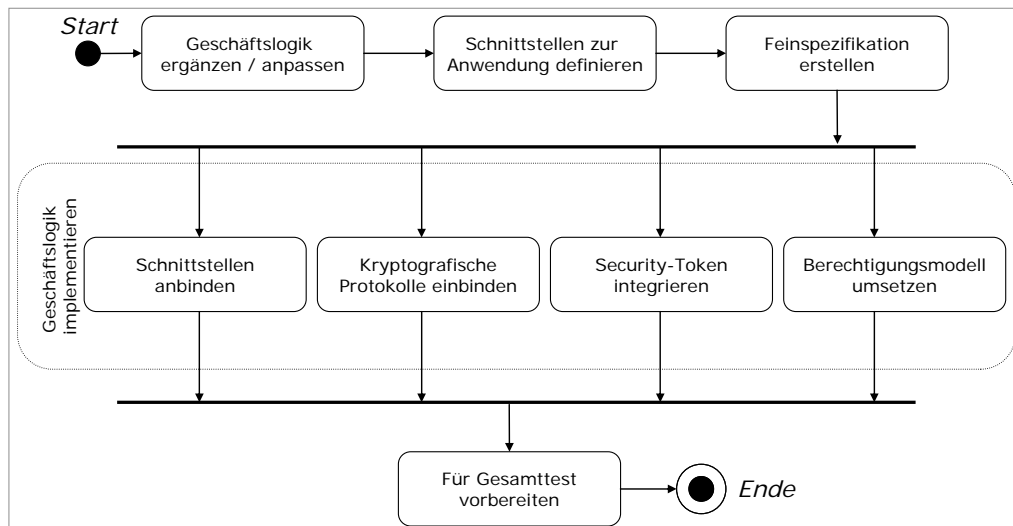 Start
Geschäftslogik
ergänzen / anpassen
Schnittstellen zur
Anwendung definieren
Feinspezifikation
erstellen
Geschäftslogik
implementieren
Schnittstellen
anbinden
Kryptografische
Protokolle einbinden
Security-Token
integrieren
Berechtigungsmodell
umsetzen
Für Gesamttest
vorbereiten
Ende